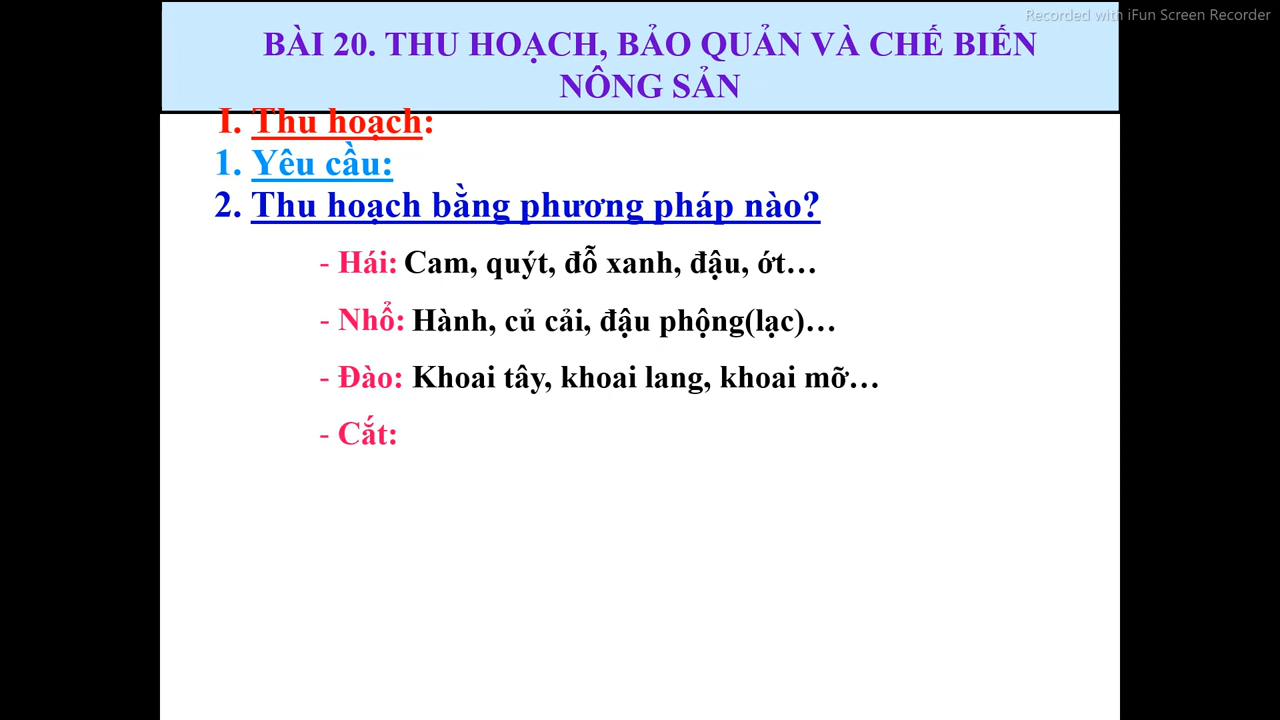 Recorded with iFun Screen Recorder
BÀI 20. THU HOẠCH, BẢO QUẢN VÀ CHẾ BIẾN
NÔNG SẢN
I. Thu hoạch:
1. Yêu cầu:
2. Thu hoạch bằng phương pháp nào?
- Hái: Cam, quýt, đỗ xanh, đậu, ớt…
- Nhổ: Hành, củ cải, đậu phộng(lạc)…
- Đào: Khoai tây, khoai lang, khoai mỡ…
- Cắt: